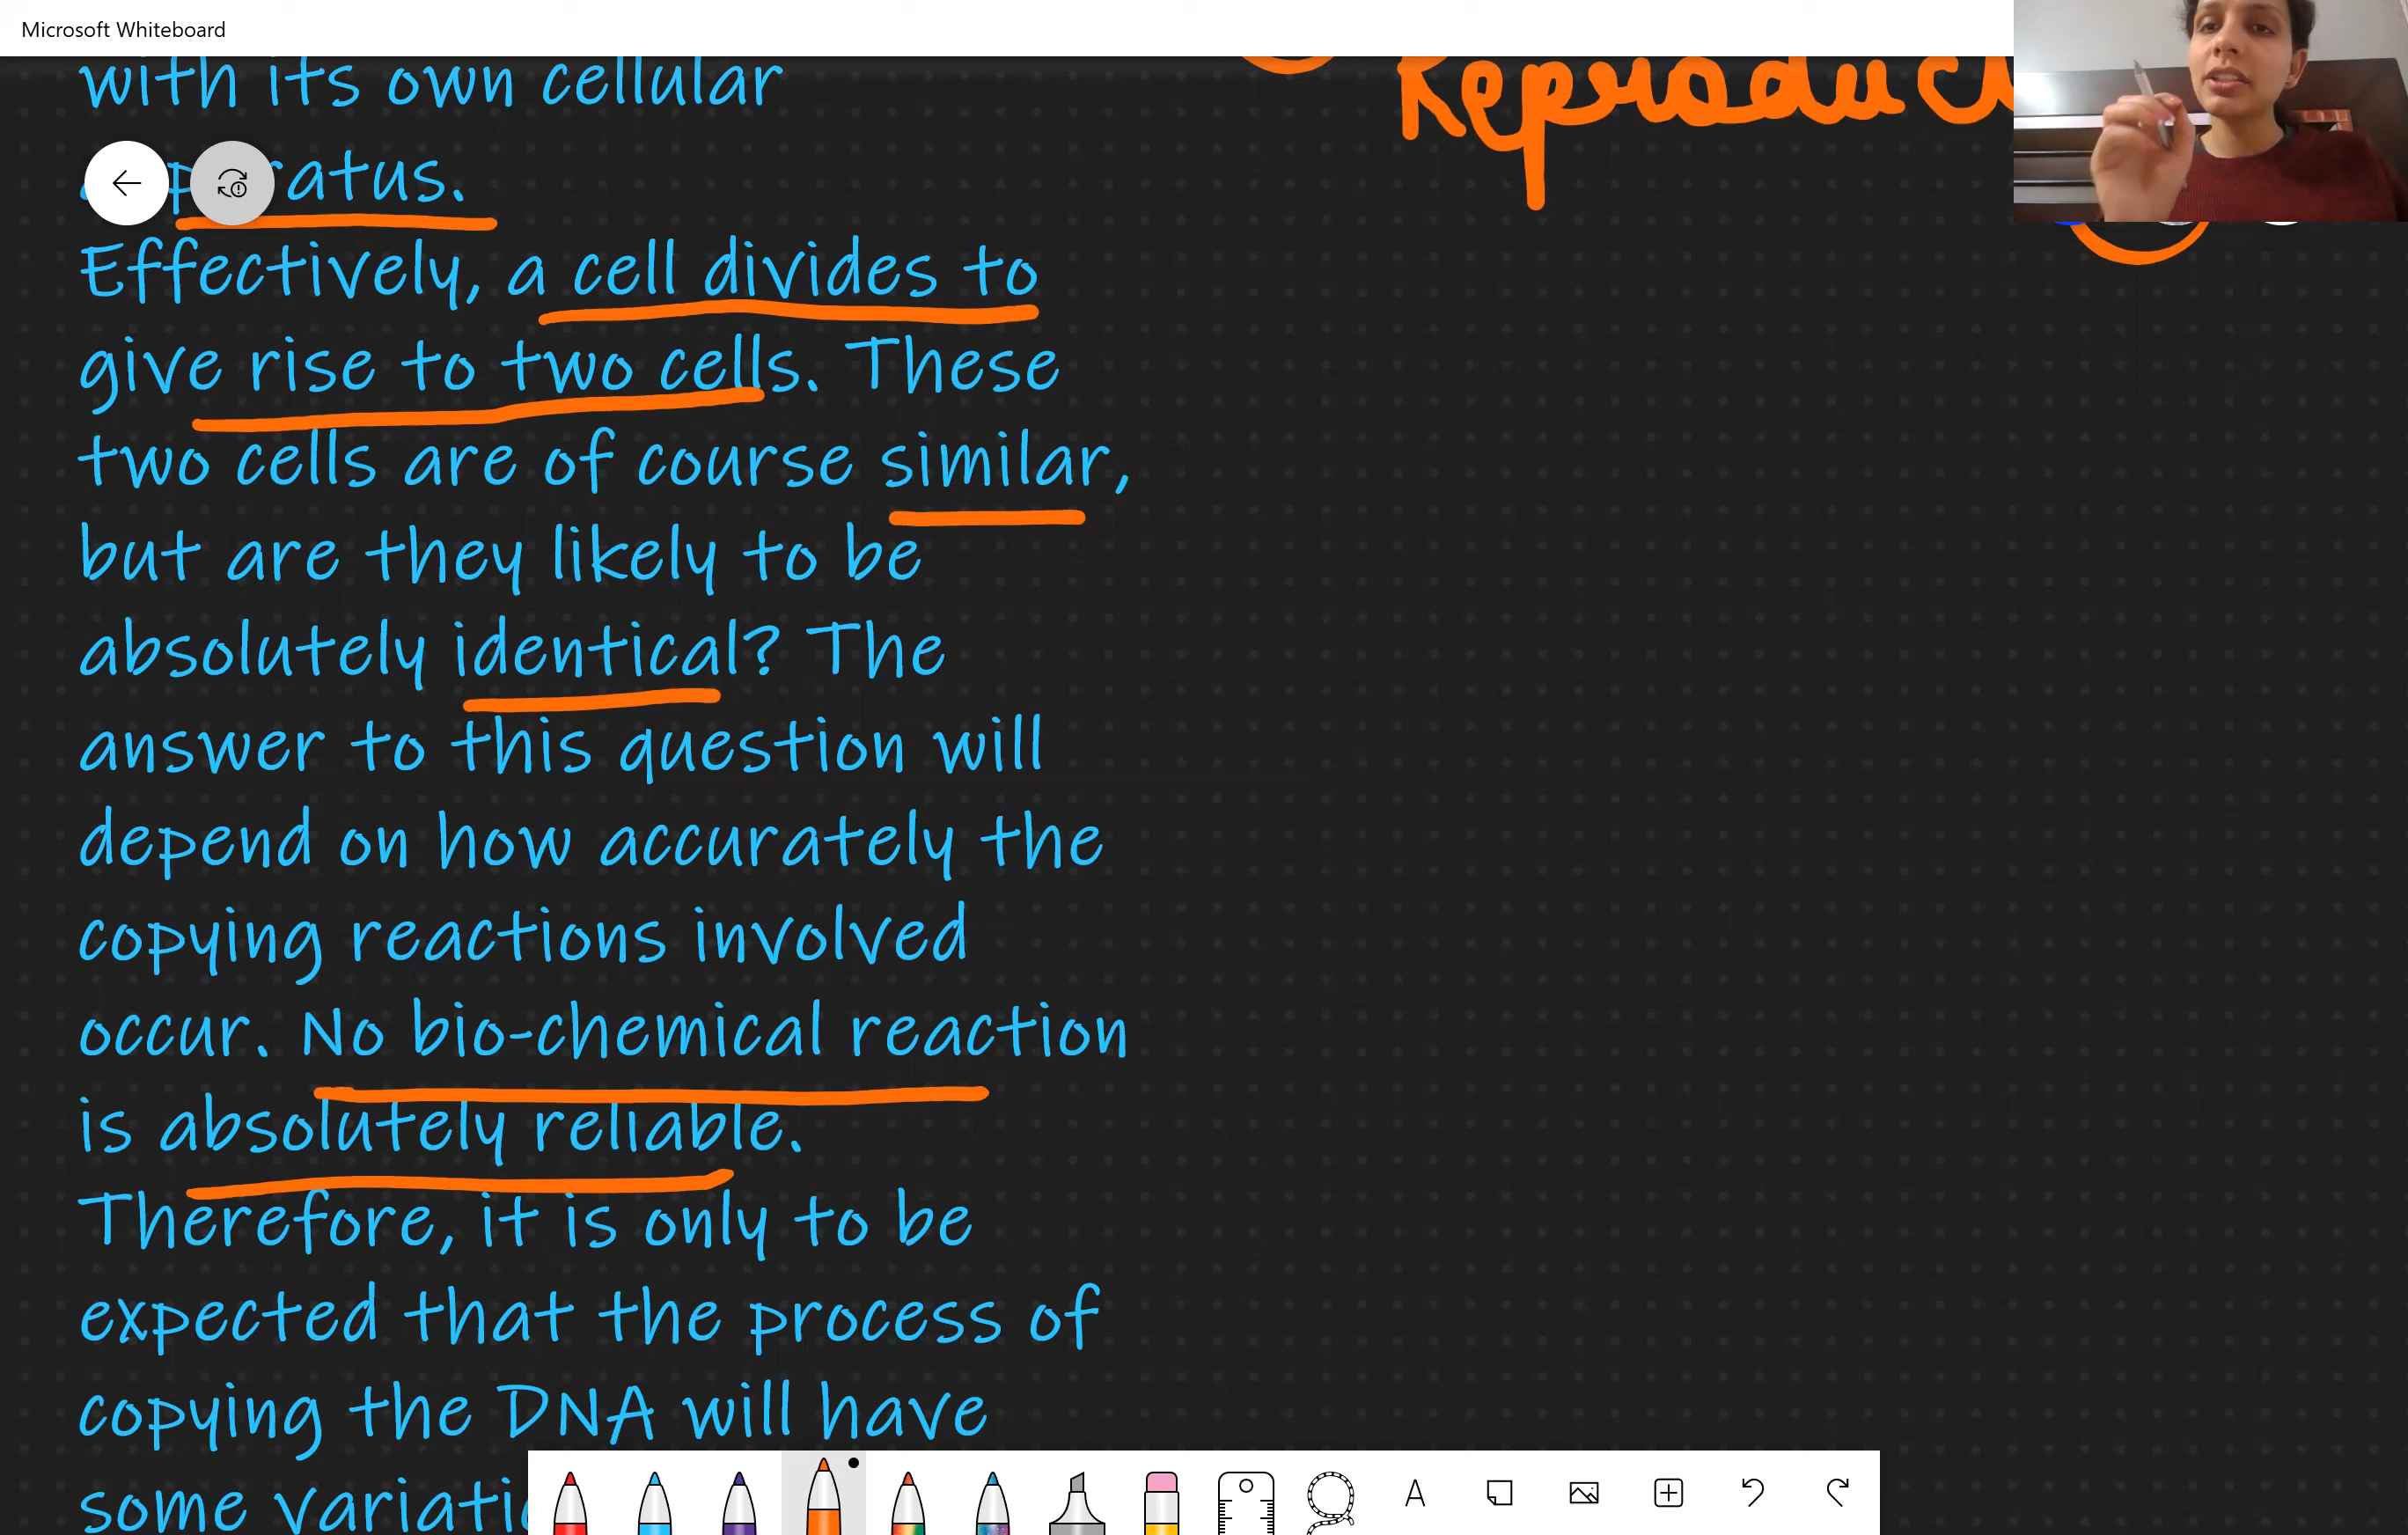 Microsoft Whiteboard
with its own cellular
Effectively, a cell divides to
give rise to two cells. These
two cells are of course similar,
but are they likely to be
absolutely identical? The
answer to this question will
depend on how accurately the
copying reactions involved
occur. No bio-chemical reaction
is absolutely reliable.
Therefore, it is only to be
expected that the process of
copying the DNA will have
some
A